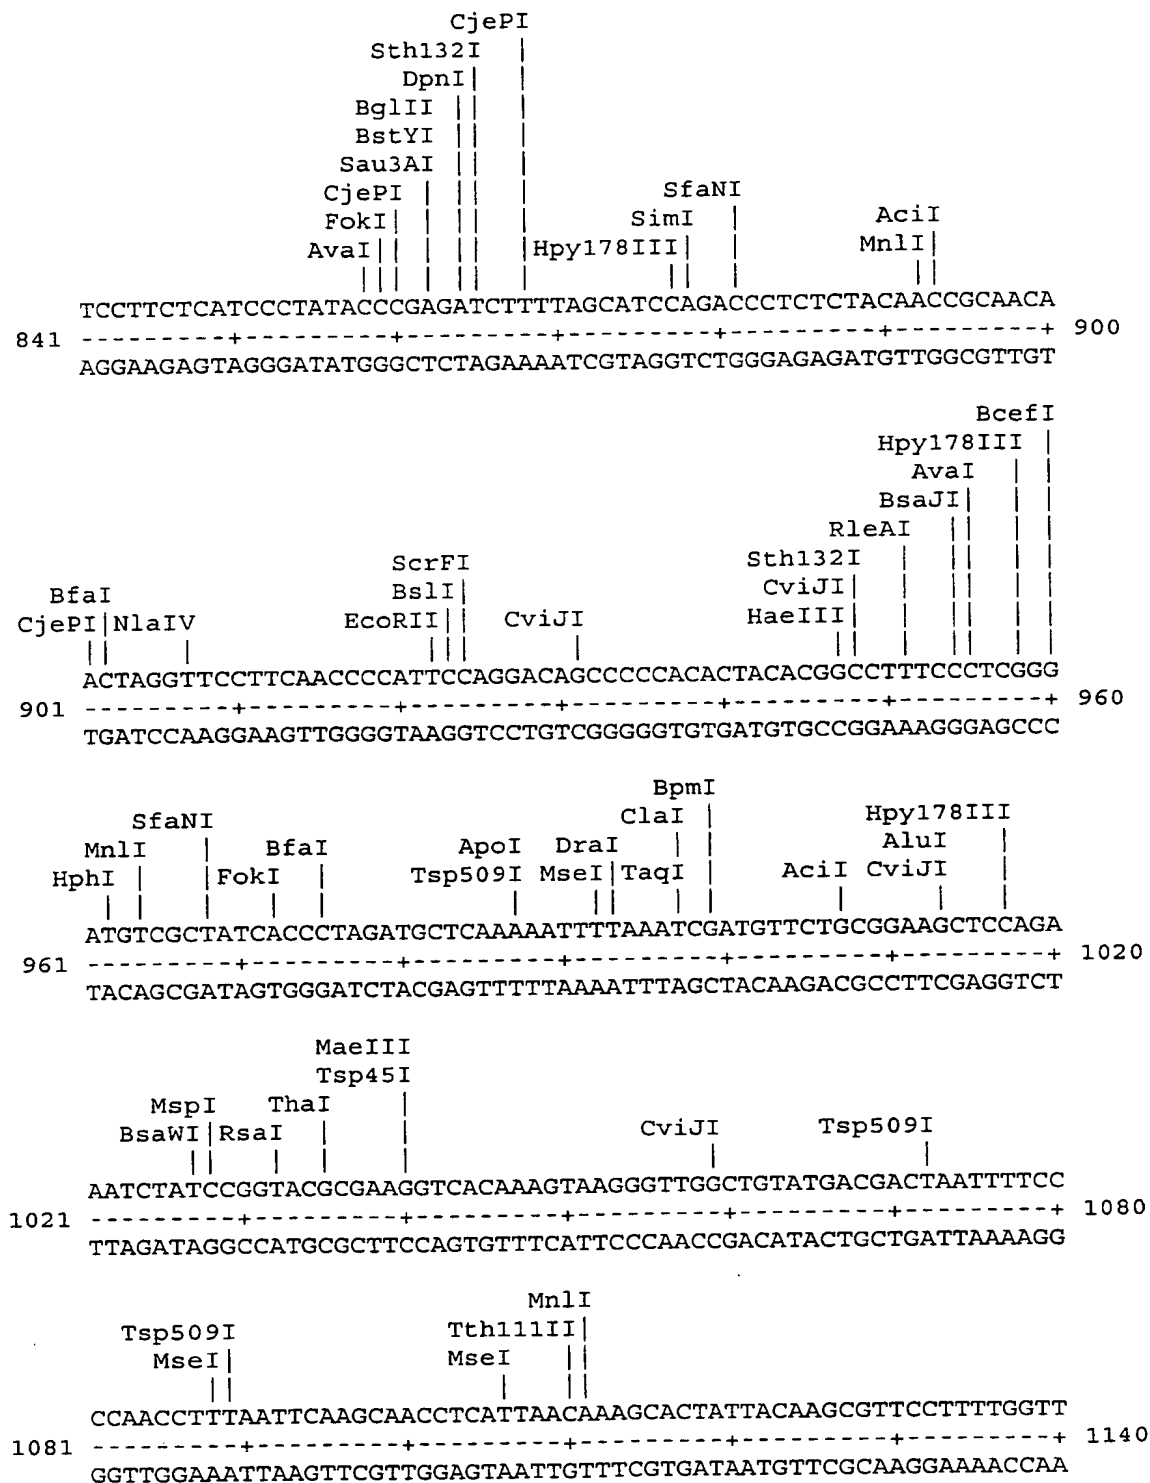 CjePI
Sth132I
DpnI
BglII
BstYI
Sau3AI
CjePI SfaNI
FokI SimI AciI
AvaI Hpy178III MnlI
TCCTTCTCATCCCTATACCCGAGATCTTTTAGCATCCAGACCCTCTCTACAACCGCAACA
841 ---------+---------+---------+---------+---------+---------+ 900
AGGAAGAGTAGGGATATGGGCTCTAGAAAATCGTAGGTCTGGGAGAGATGTTGGCGTTGT
BcefI
Hpy178III
AvaI
BsaJI
RleAI
ScrFI Sth132I
BfaI BslI CviJI
CjePI NlaIV EcoRII CviJI HaeIII
ACTAGGTTCCTTCAACCCCATTCCAGGACAGCCCCCACACTACACGGCCTTTCCCTCGGG
901 ---------+---------+---------+---------+---------+---------+ 960
TGATCCAAGGAAGTTGGGGTAAGGTCCTGTCGGGGGTGTGATGTGCCGGAAAGGGAGCCC
BpmI
SfaNI ClaI Hpy178III
MnlI BfaI ApoI DraI AluI
HphI FokI Tsp509I MseI TaqI AciI CviJI
ATGTCGCTATCACCCTAGATGCTCAAAAATTTTAAATCGATGTTCTGCGGAAGCTCCAGA
961 ---------+---------+---------+---------+---------+---------+ 1020
TACAGCGATAGTGGGATCTACGAGTTTTTAAAATTTAGCTACAAGACGCCTTCGAGGTCT
MaeIII
Tsp45I
MspI ThaI
BsaWI RsaI CviJI Tsp509I
AATCTATCCGGTACGCGAAGGTCACAAAGTAAGGGTTGGCTGTATGACGACTAATTTTCC
1021 ---------+---------+---------+---------+---------+---------+ 1080
TTAGATAGGCCATGCGCTTCCAGTGTTTCATTCCCAACCGACATACTGCTGATTAAAAGG
MnlI
Tsp509I Tth111II
MseI MseI
CCAACCTTTAATTCAAGCAACCTCATTAACAAAGCACTATTACAAGCGTTCCTTTTGGTT
1081 ---------+---------+---------+---------+---------+---------+ 1140
GGTTGGAAATTAAGTTCGTTGGAGTAATTGTTTCGTGATAATGTTCGCAAGGAAAACCAA